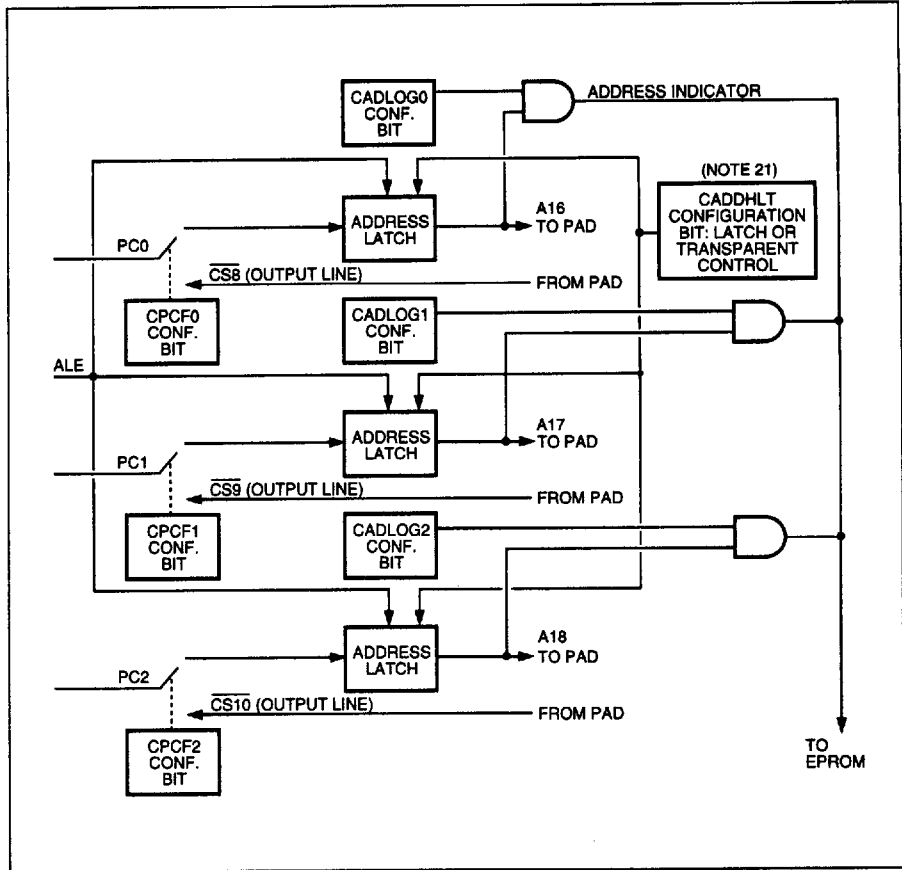 CADLOG0
CONF.
BIT
ADDRESS INDICATOR
(NOTE 21)
CADDHLT
CONFIGURATION
BIT: LATCH OR
TRANSPARENT
CONTROL
PC0
ADDRESS
LATCH
A16
TO PAD
CS8 (OUTPUT LINE)
FROM PAD
CPCF0
CONF.
BIT
CADLOG1
CONF.
BIT
ALE
PC1
ADDRESS
LATCH
A17
TO PAD
CS9 (OUTPUT LINE)
FROM PAD
CPCF1
CONF.
BIT
CADLOG2
CONF.
BIT
PC2
ADDRESS
LATCH
A18
TO PAD
CS10 (OUTPUT LINE)
FROM PAD
CPCF2
CONF.
BIT
TO
EPROM